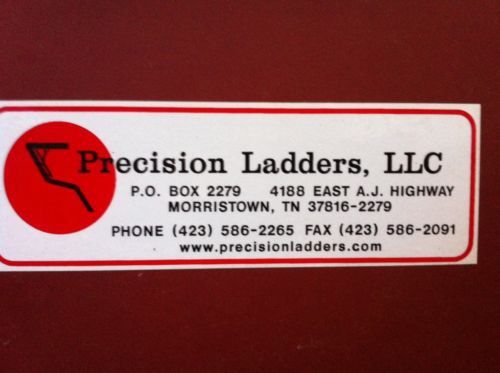 Precision Ladders, LLC
P.O. BOX 2279 4188 EAST A.J. HIGHWAY
MORRISTOWN, TN 37816-2279
PHONE (423) 586-2265 FAX (423) 586-2091
www.precisionladders.com